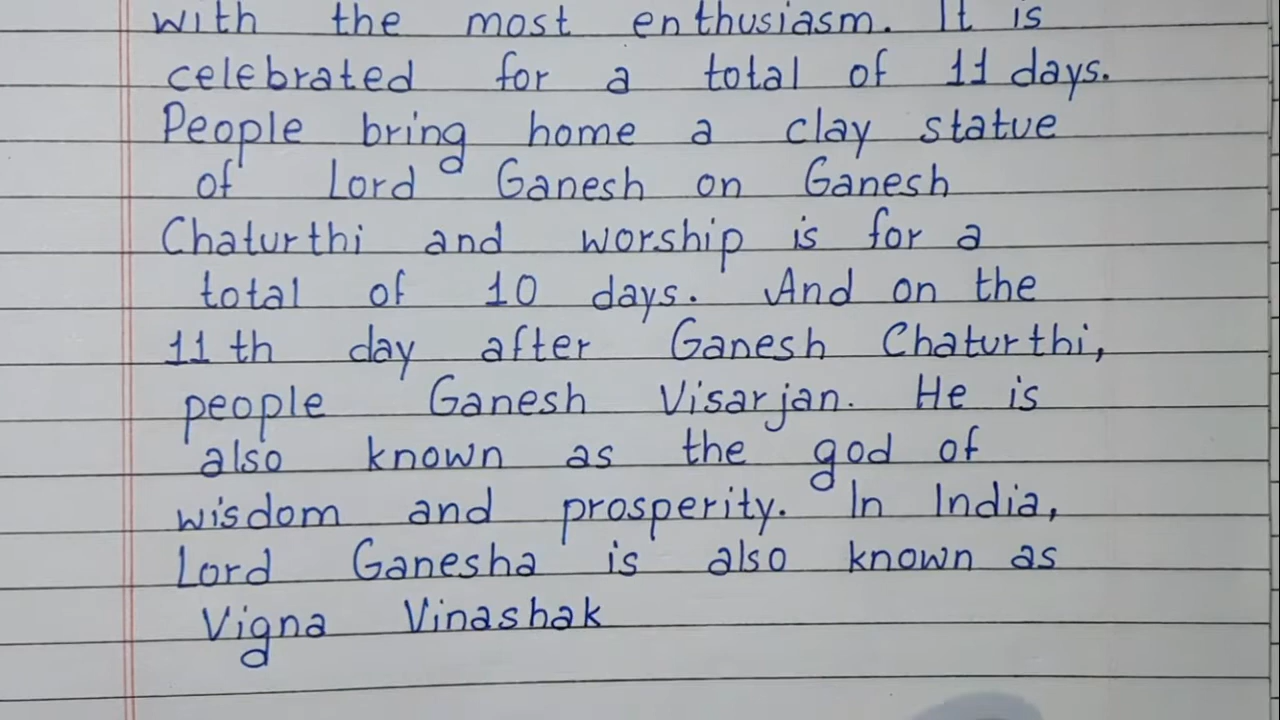 with the most enthusiasm. It is
celebrated for a total of 11 days.
People bring home a clay statue
of Lord Ganesh on Ganesh
Chaturthi and worship is for a
total of 10 days. And on the
11th day after Ganesh Chaturthi,
people Ganesh Visarjan. He is
also known as the god of
wisdom and prosperity. In India,
Lord Ganesha is also known as
Vigna Vinashak